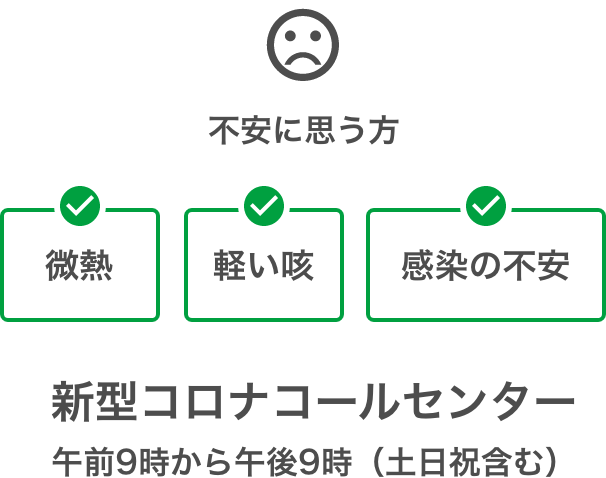 不安に思う方
微熱
軽い咳
感染の不安
新型コロナコールセンター
午前9時から午後9時（土日祝含む）